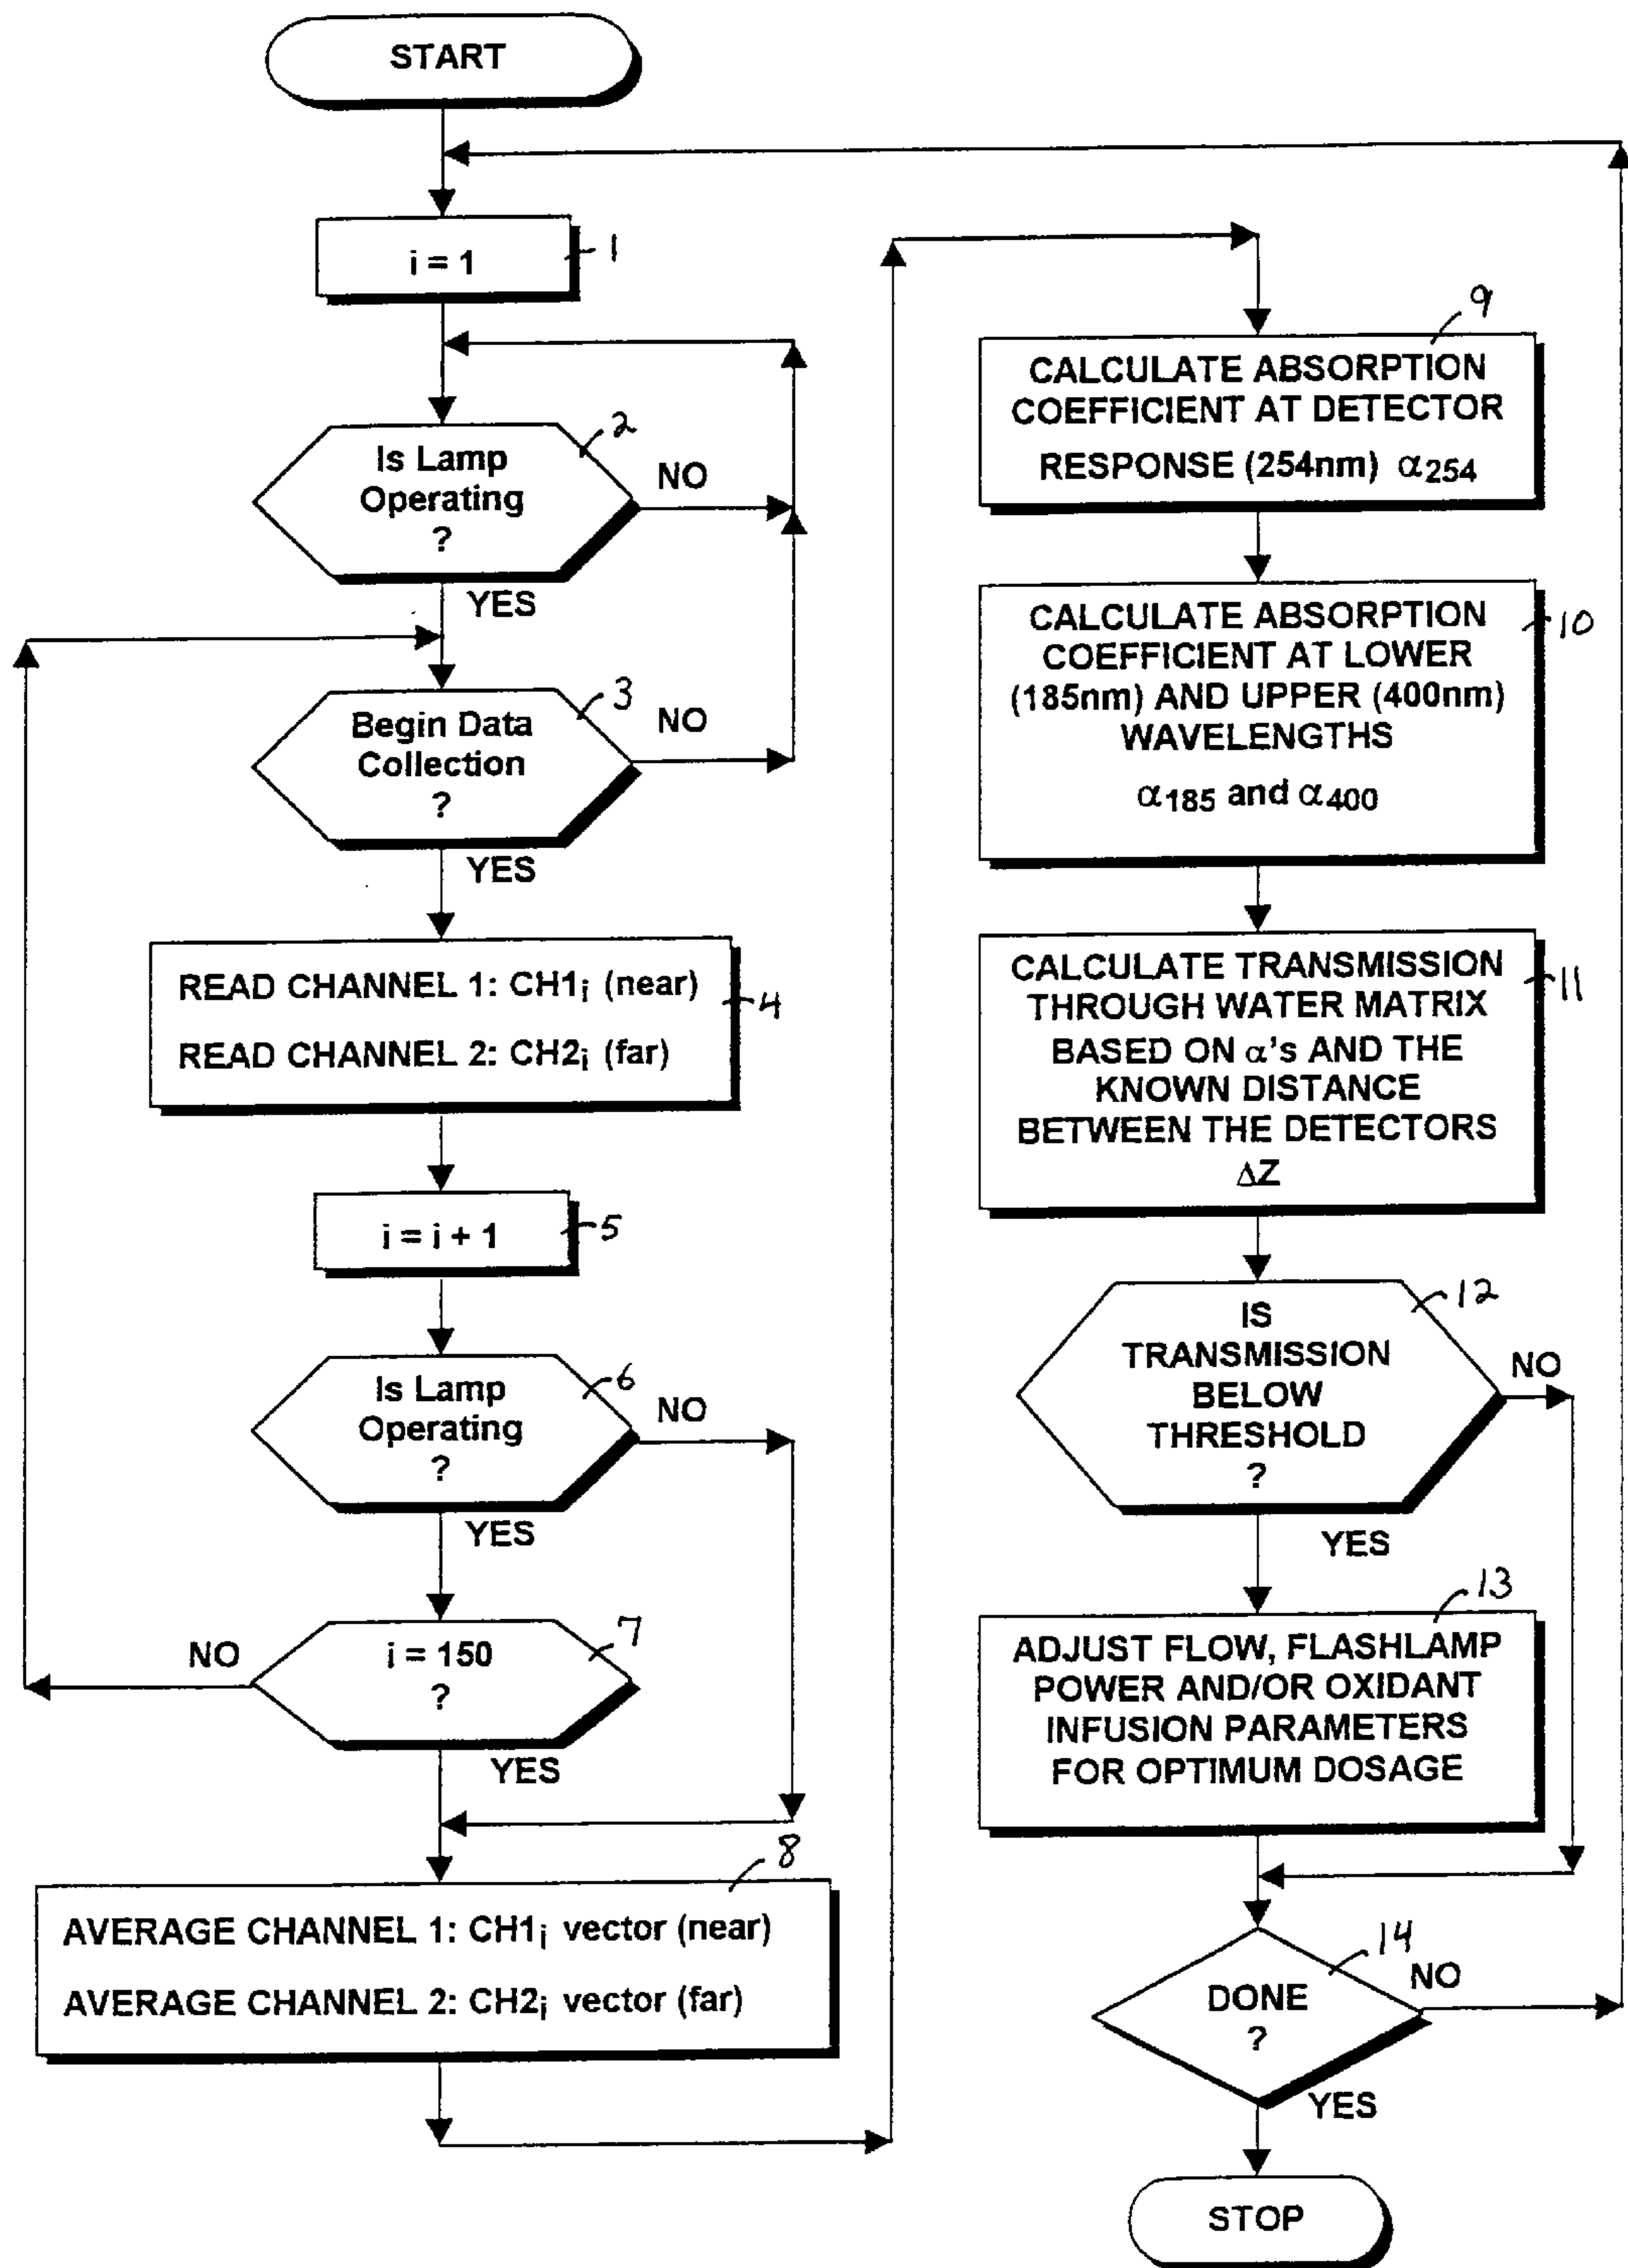 START
i = 1
1
Is Lamp
Operating
?
2
NO
YES
Begin Data
Collection
?
3
NO
YES
READ CHANNEL 1: CH1i (near)
READ CHANNEL 2: CH2i (far)
4
i = i + 1
5
Is Lamp
Operating
?
6
NO
YES
i = 150
?
7
NO
YES
8
AVERAGE CHANNEL 1: CH1i vector (near)
AVERAGE CHANNEL 2: CH2i vector (far)
9
CALCULATE ABSORPTION
COEFFICIENT AT DETECTOR
RESPONSE (254nm) α254
CALCULATE ABSORPTION
COEFFICIENT AT LOWER
(185nm) AND UPPER (400nm)
WAVELENGTHS
α185 and α400
10
CALCULATE TRANSMISSION
THROUGH WATER MATRIX
BASED ON α's AND THE
KNOWN DISTANCE
BETWEEN THE DETECTORS
ΔZ
11
IS
TRANSMISSION
BELOW
THRESHOLD
?
12
NO
YES
13
ADJUST FLOW, FLASHLAMP
POWER AND/OR OXIDANT
INFUSION PARAMETERS
FOR OPTIMUM DOSAGE
DONE
?
14
NO
YES
STOP